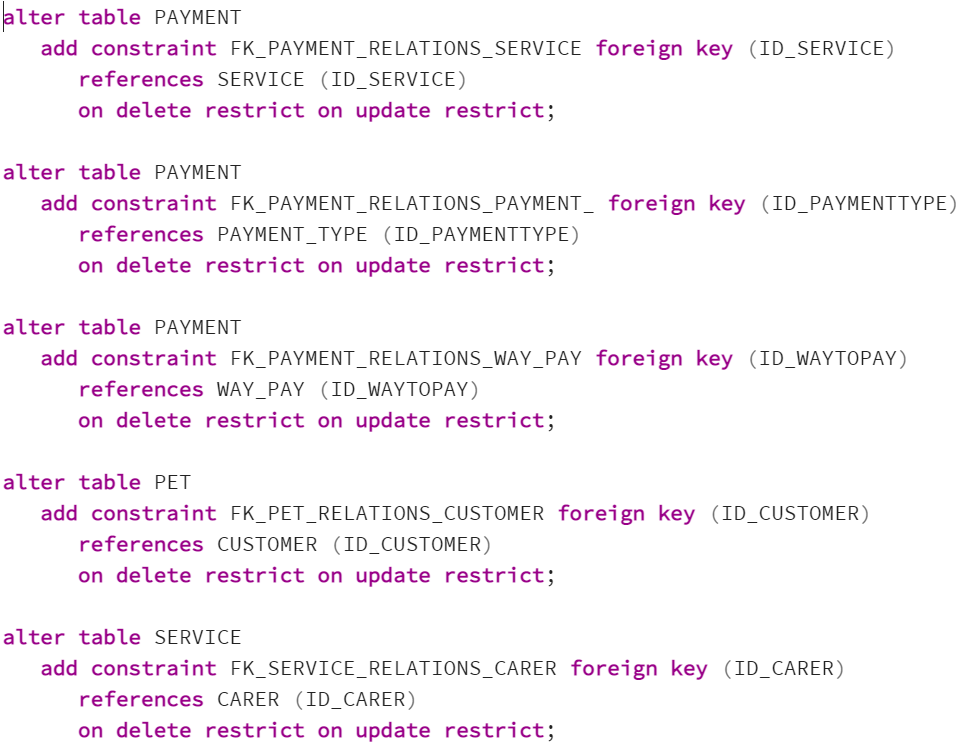 alter table PAYMENT
add constraint FK_PAYMENT_RELATIONS_SERVICE foreign key (ID_SERVICE)
references SERVICE (ID_SERVICE)
on delete restrict on update restrict;
alter table PAYMENT
add constraint FK_PAYMENT_RELATIONS_PAYMENT_ foreign key (ID_PAYMENTTYPE)
references PAYMENT_TYPE (ID_PAYMENTTYPE)
on delete restrict on update restrict;
alter table PAYMENT
add constraint FK_PAYMENT_RELATIONS_WAY_PAY foreign key (ID_WAYTOPAY)
references WAY_PAY (ID_WAYTOPAY)
on delete restrict on update restrict;
alter table PET
add constraint FK_PET_RELATIONS_CUSTOMER foreign key (ID_CUSTOMER)
references CUSTOMER (ID_CUSTOMER)
on delete restrict on update restrict;
alter table SERVICE
add constraint FK_SERVICE_RELATIONS_CARER foreign key (ID_CARER)
references CARER (ID_CARER)
on delete restrict on update restrict;